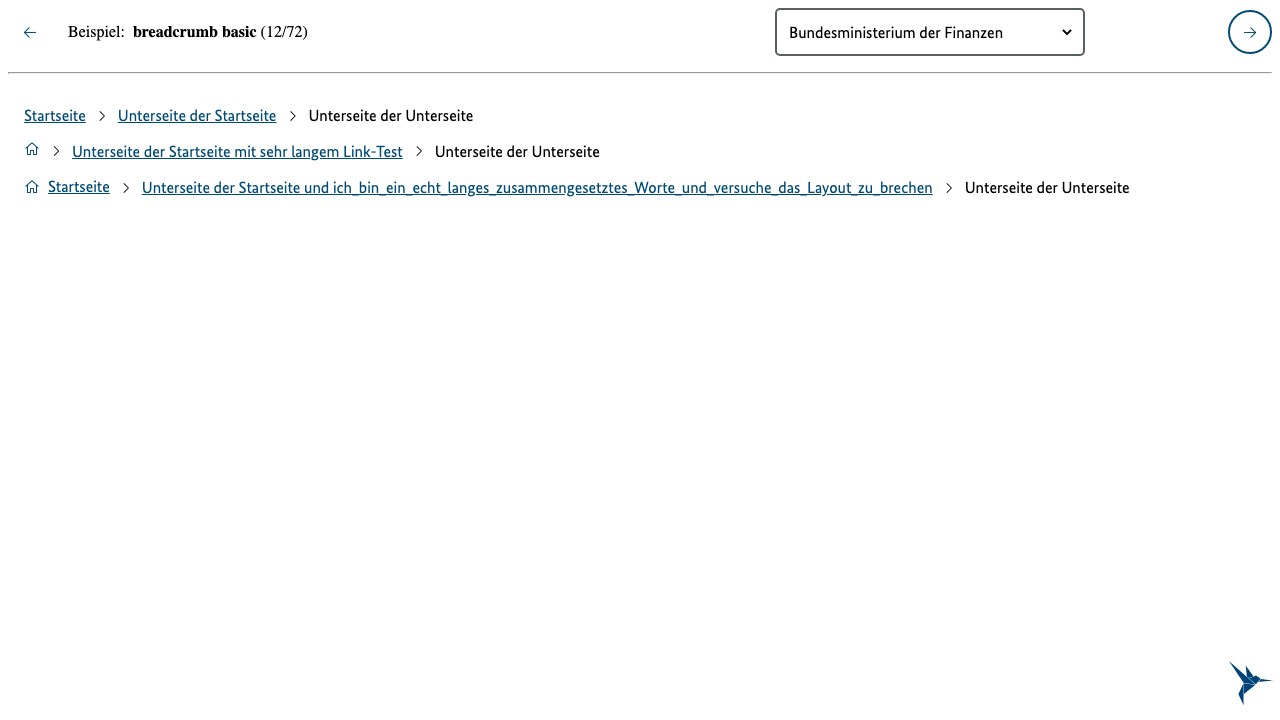 Beispiel: breadcrumb basic (12/72) Bundesministerium der Finanzen
Startseite Unterseite der Startseite Unterseite der Unterseite
Unterseite der Startseite mit sehr langem Link-Test Unterseite der Unterseite
Startseite Unterseite der Startseite und ich_bin_ein_echt_langes_zusammengesetztes_Worte_und_versuche_das_Layout_zu_brechen Unterseite der Unterseite